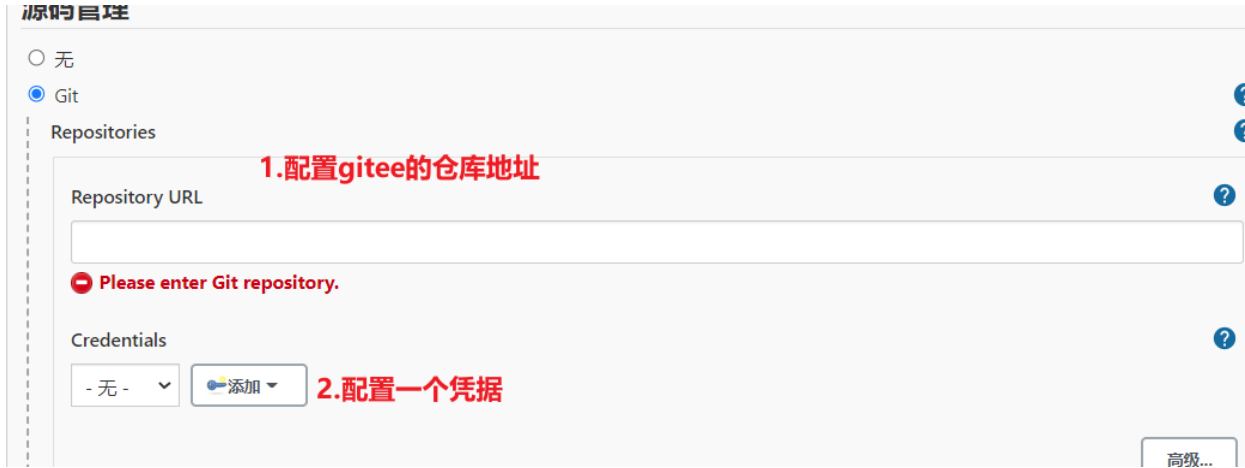 源码管理
无
Git
Repositories
1.配置gitee的仓库地址
Repository URL
Please enter Git repository.
Credentials
- 无 -
添加
2.配置一个凭据
高级...